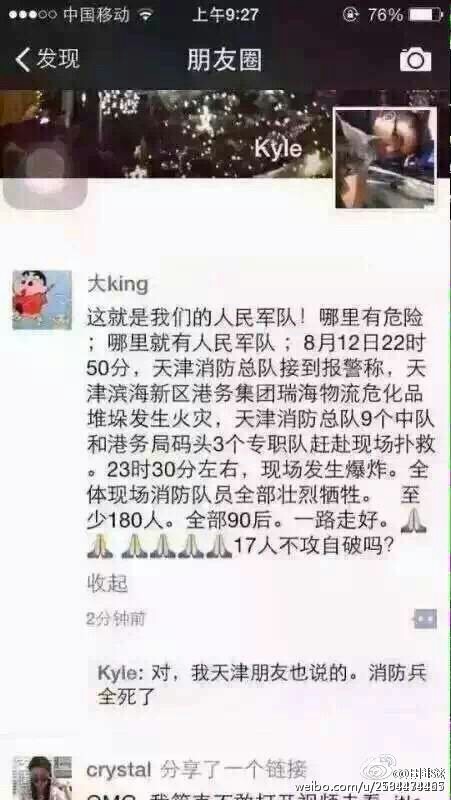 中国移动 上午9:27 76%
发现 朋友圈
Kyle
大king
这就是我们的人民军队！哪里有危险
；哪里就有人民军队；8月12日22时
50分，天津消防总队接到报警称，天
津滨海新区港务集团瑞海物流危化品
堆垛发生火灾，天津消防总队9个中队
和港务局码头3个专职队赶赴现场扑救
。23时30分左右，现场发生爆炸。全
体现场消防队员全部壮烈牺牲。 至
少180人。全部90后。一路走好。🙏
🙏 🙏🙏🙏🙏17人不攻自破吗?
收起
2分钟前
Kyle: 对，我天津朋友也说的。消防兵
全死了
crystal 分享了一个链接
weibo.com/u/2594474485